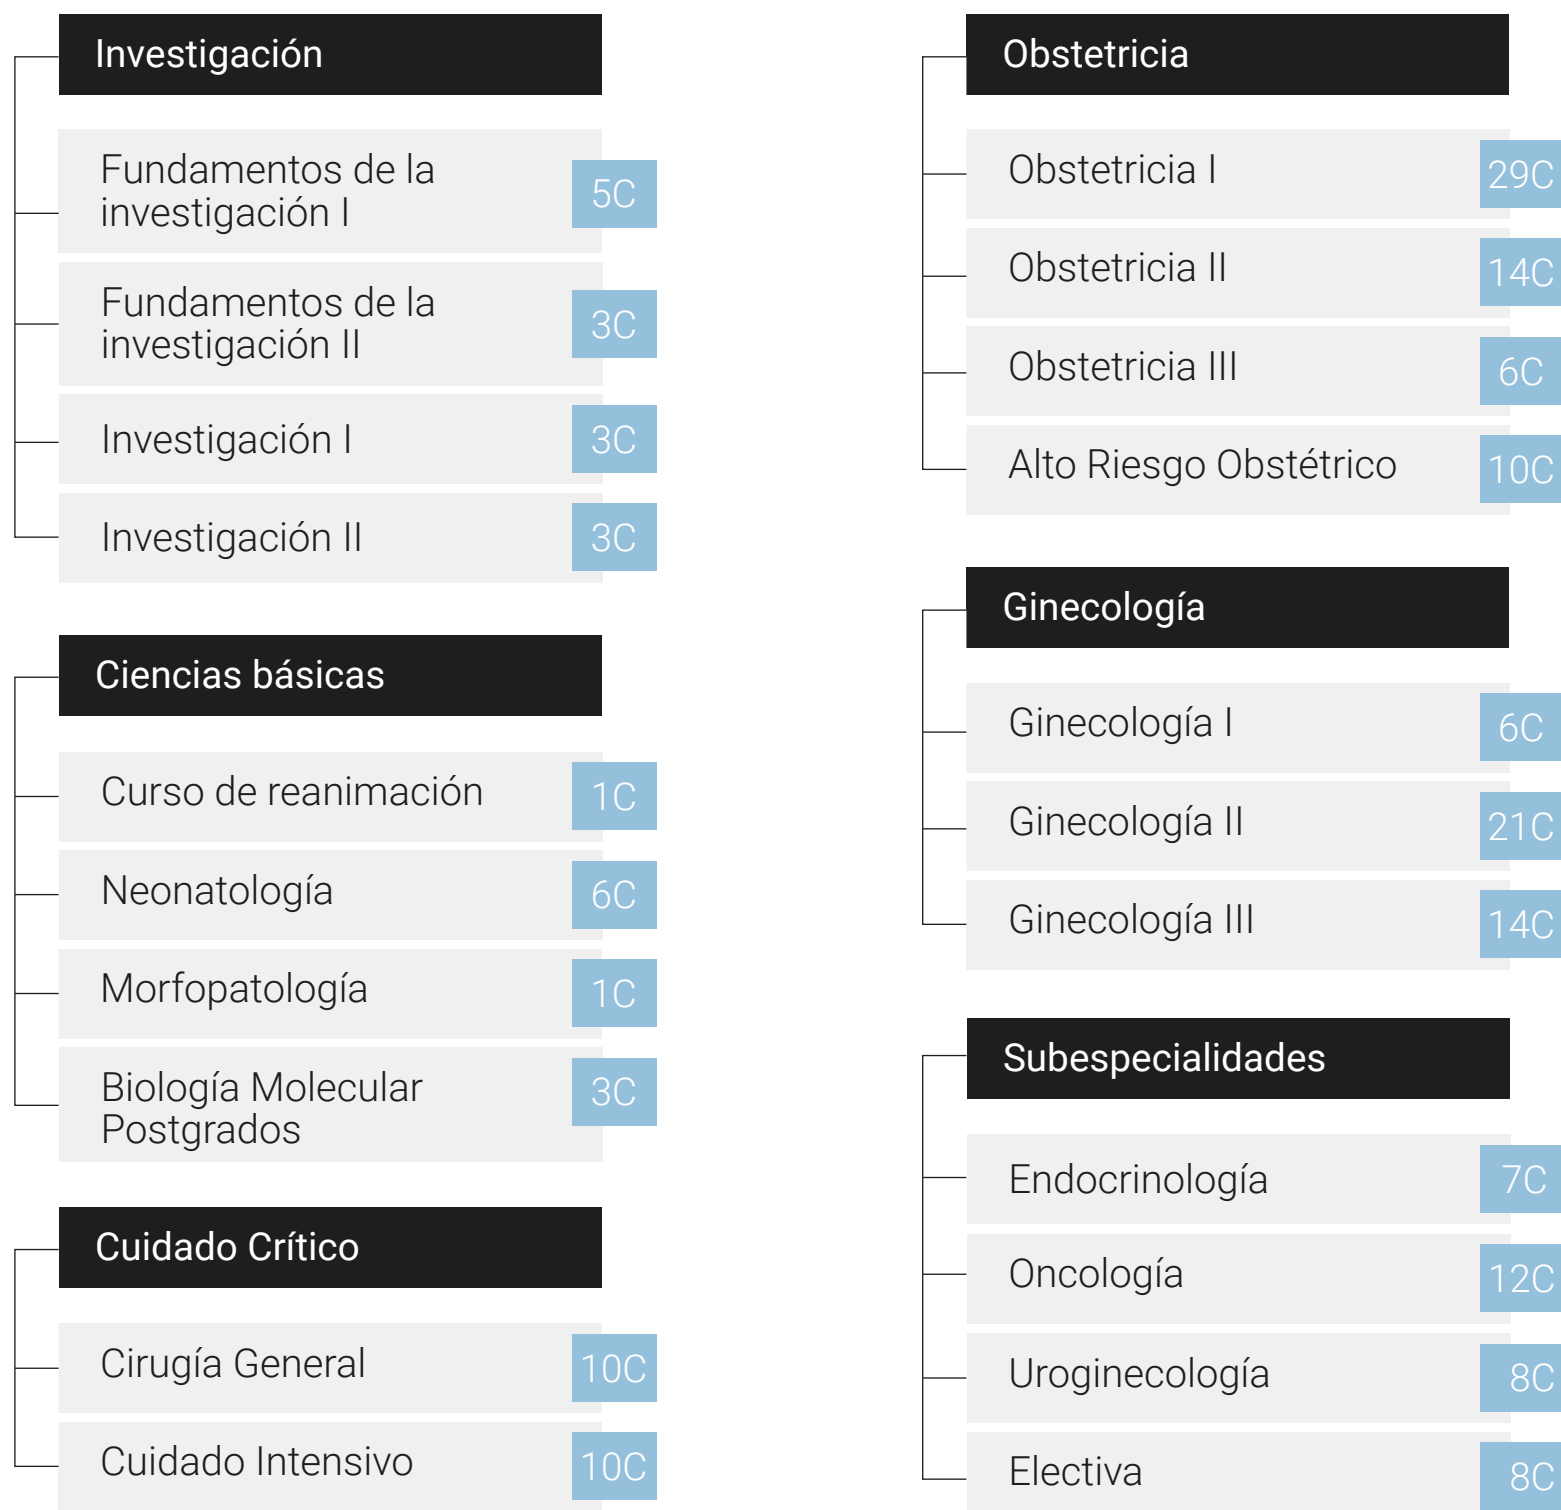 Investigación
Fundamentos de la
investigación I
5C
Fundamentos de la
investigación II
3C
Investigación I
3C
Investigación II
3C
Ciencias básicas
Curso de reanimación
1C
Neonatología
6C
Morfopatología
1C
Biología Molecular
Postgrados
3C
Cuidado Crítico
Cirugía General
10C
Cuidado Intensivo
10C
Obstetricia
Obstetricia I
29C
Obstetricia II
14C
Obstetricia III
6C
Alto Riesgo Obstétrico
10C
Ginecología
Ginecología I
6C
Ginecología II
21C
Ginecología III
14C
Subespecialidades
Endocrinología
7C
Oncología
12C
Uroginecología
8C
Electiva
8C